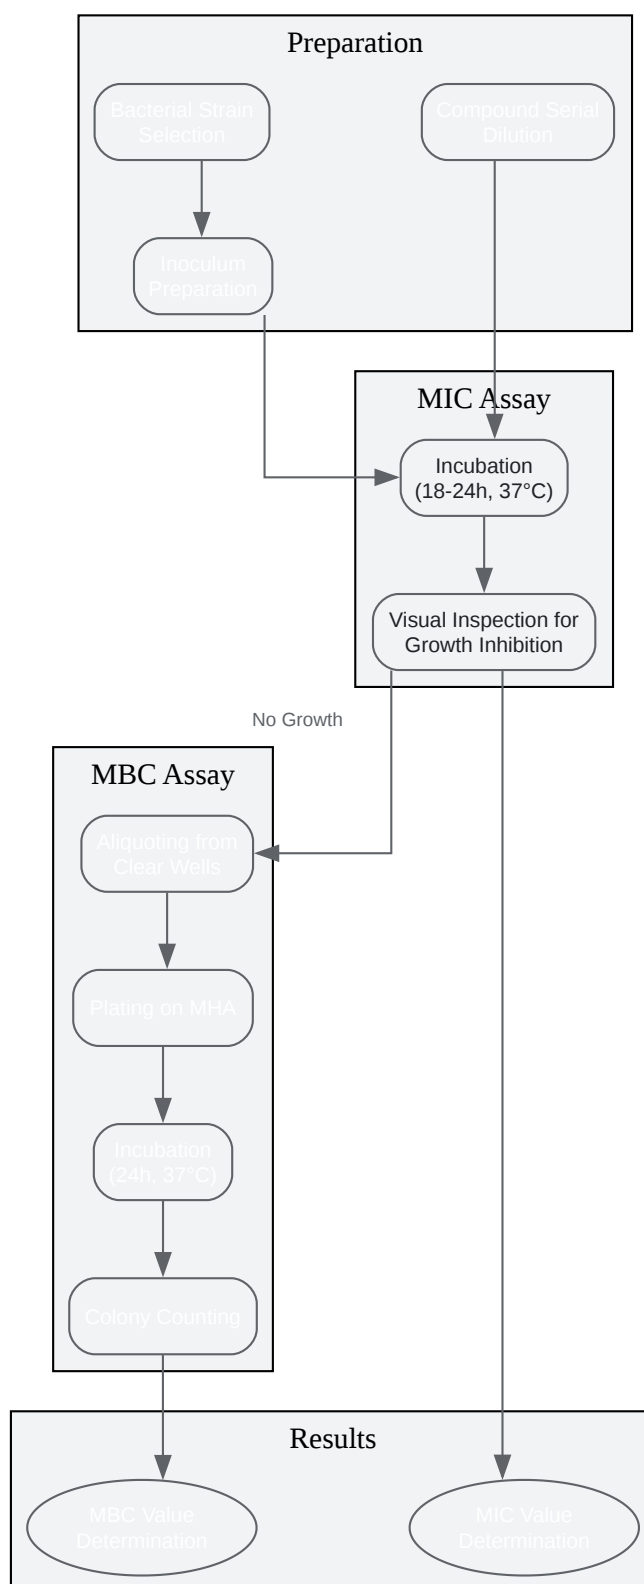 Preparation
Bacterial Strain
Selection
Compound Serial
Dilution
Inoculum
Preparation
MIC Assay
Incubation
(18-24h, 37°C)
Visual Inspection for
Growth Inhibition
No Growth
MBC Assay
Aliquoting from
Clear Wells
Plating on MHA
Incubation
(24h, 37°C)
Colony Counting
Results
MBC Value
Determination
MIC Value
Determination